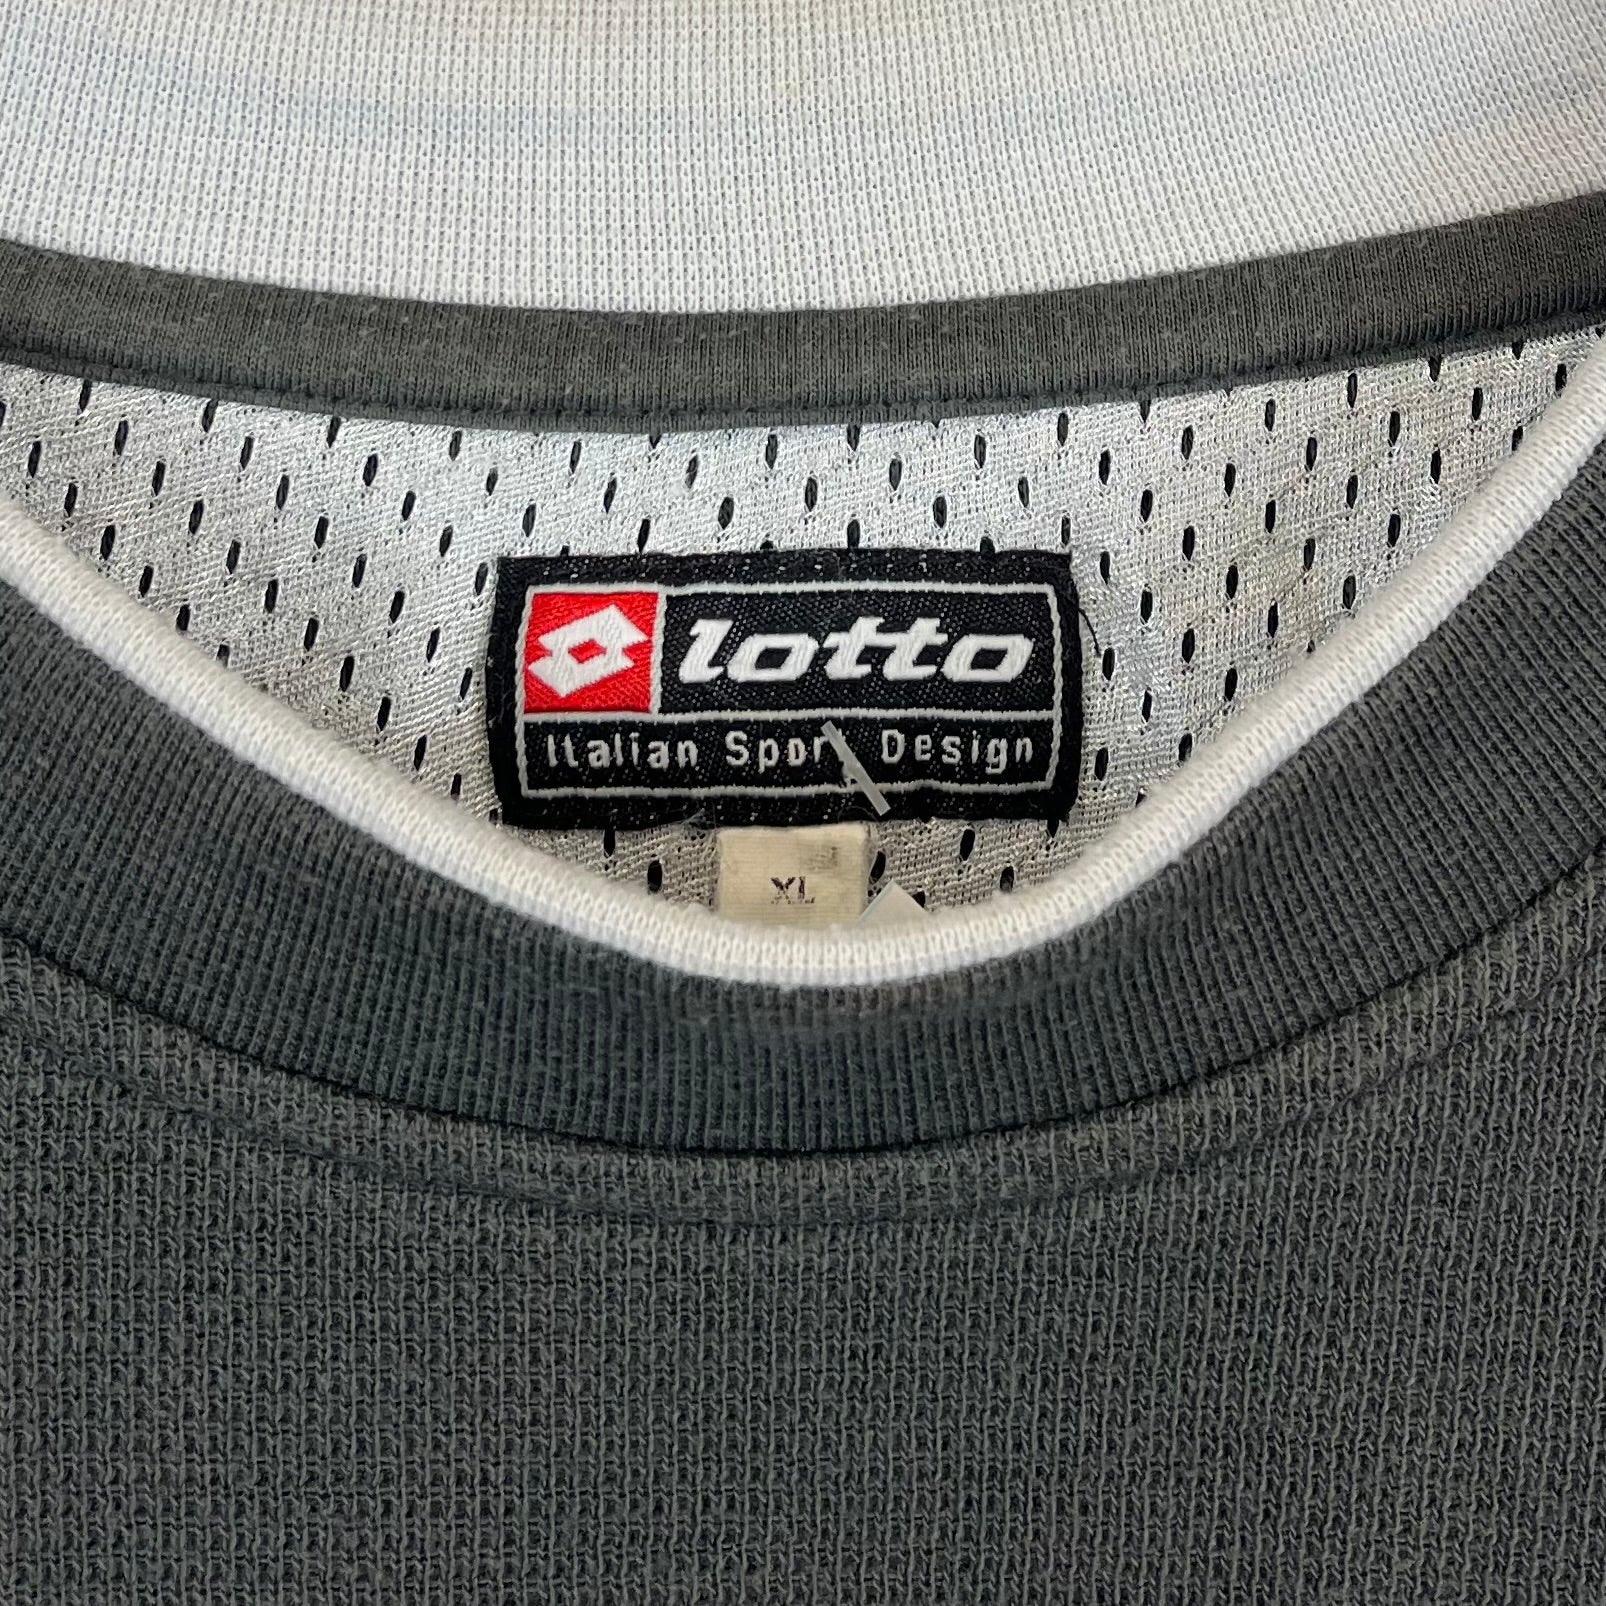 lotto
Italian Sport Design
XL